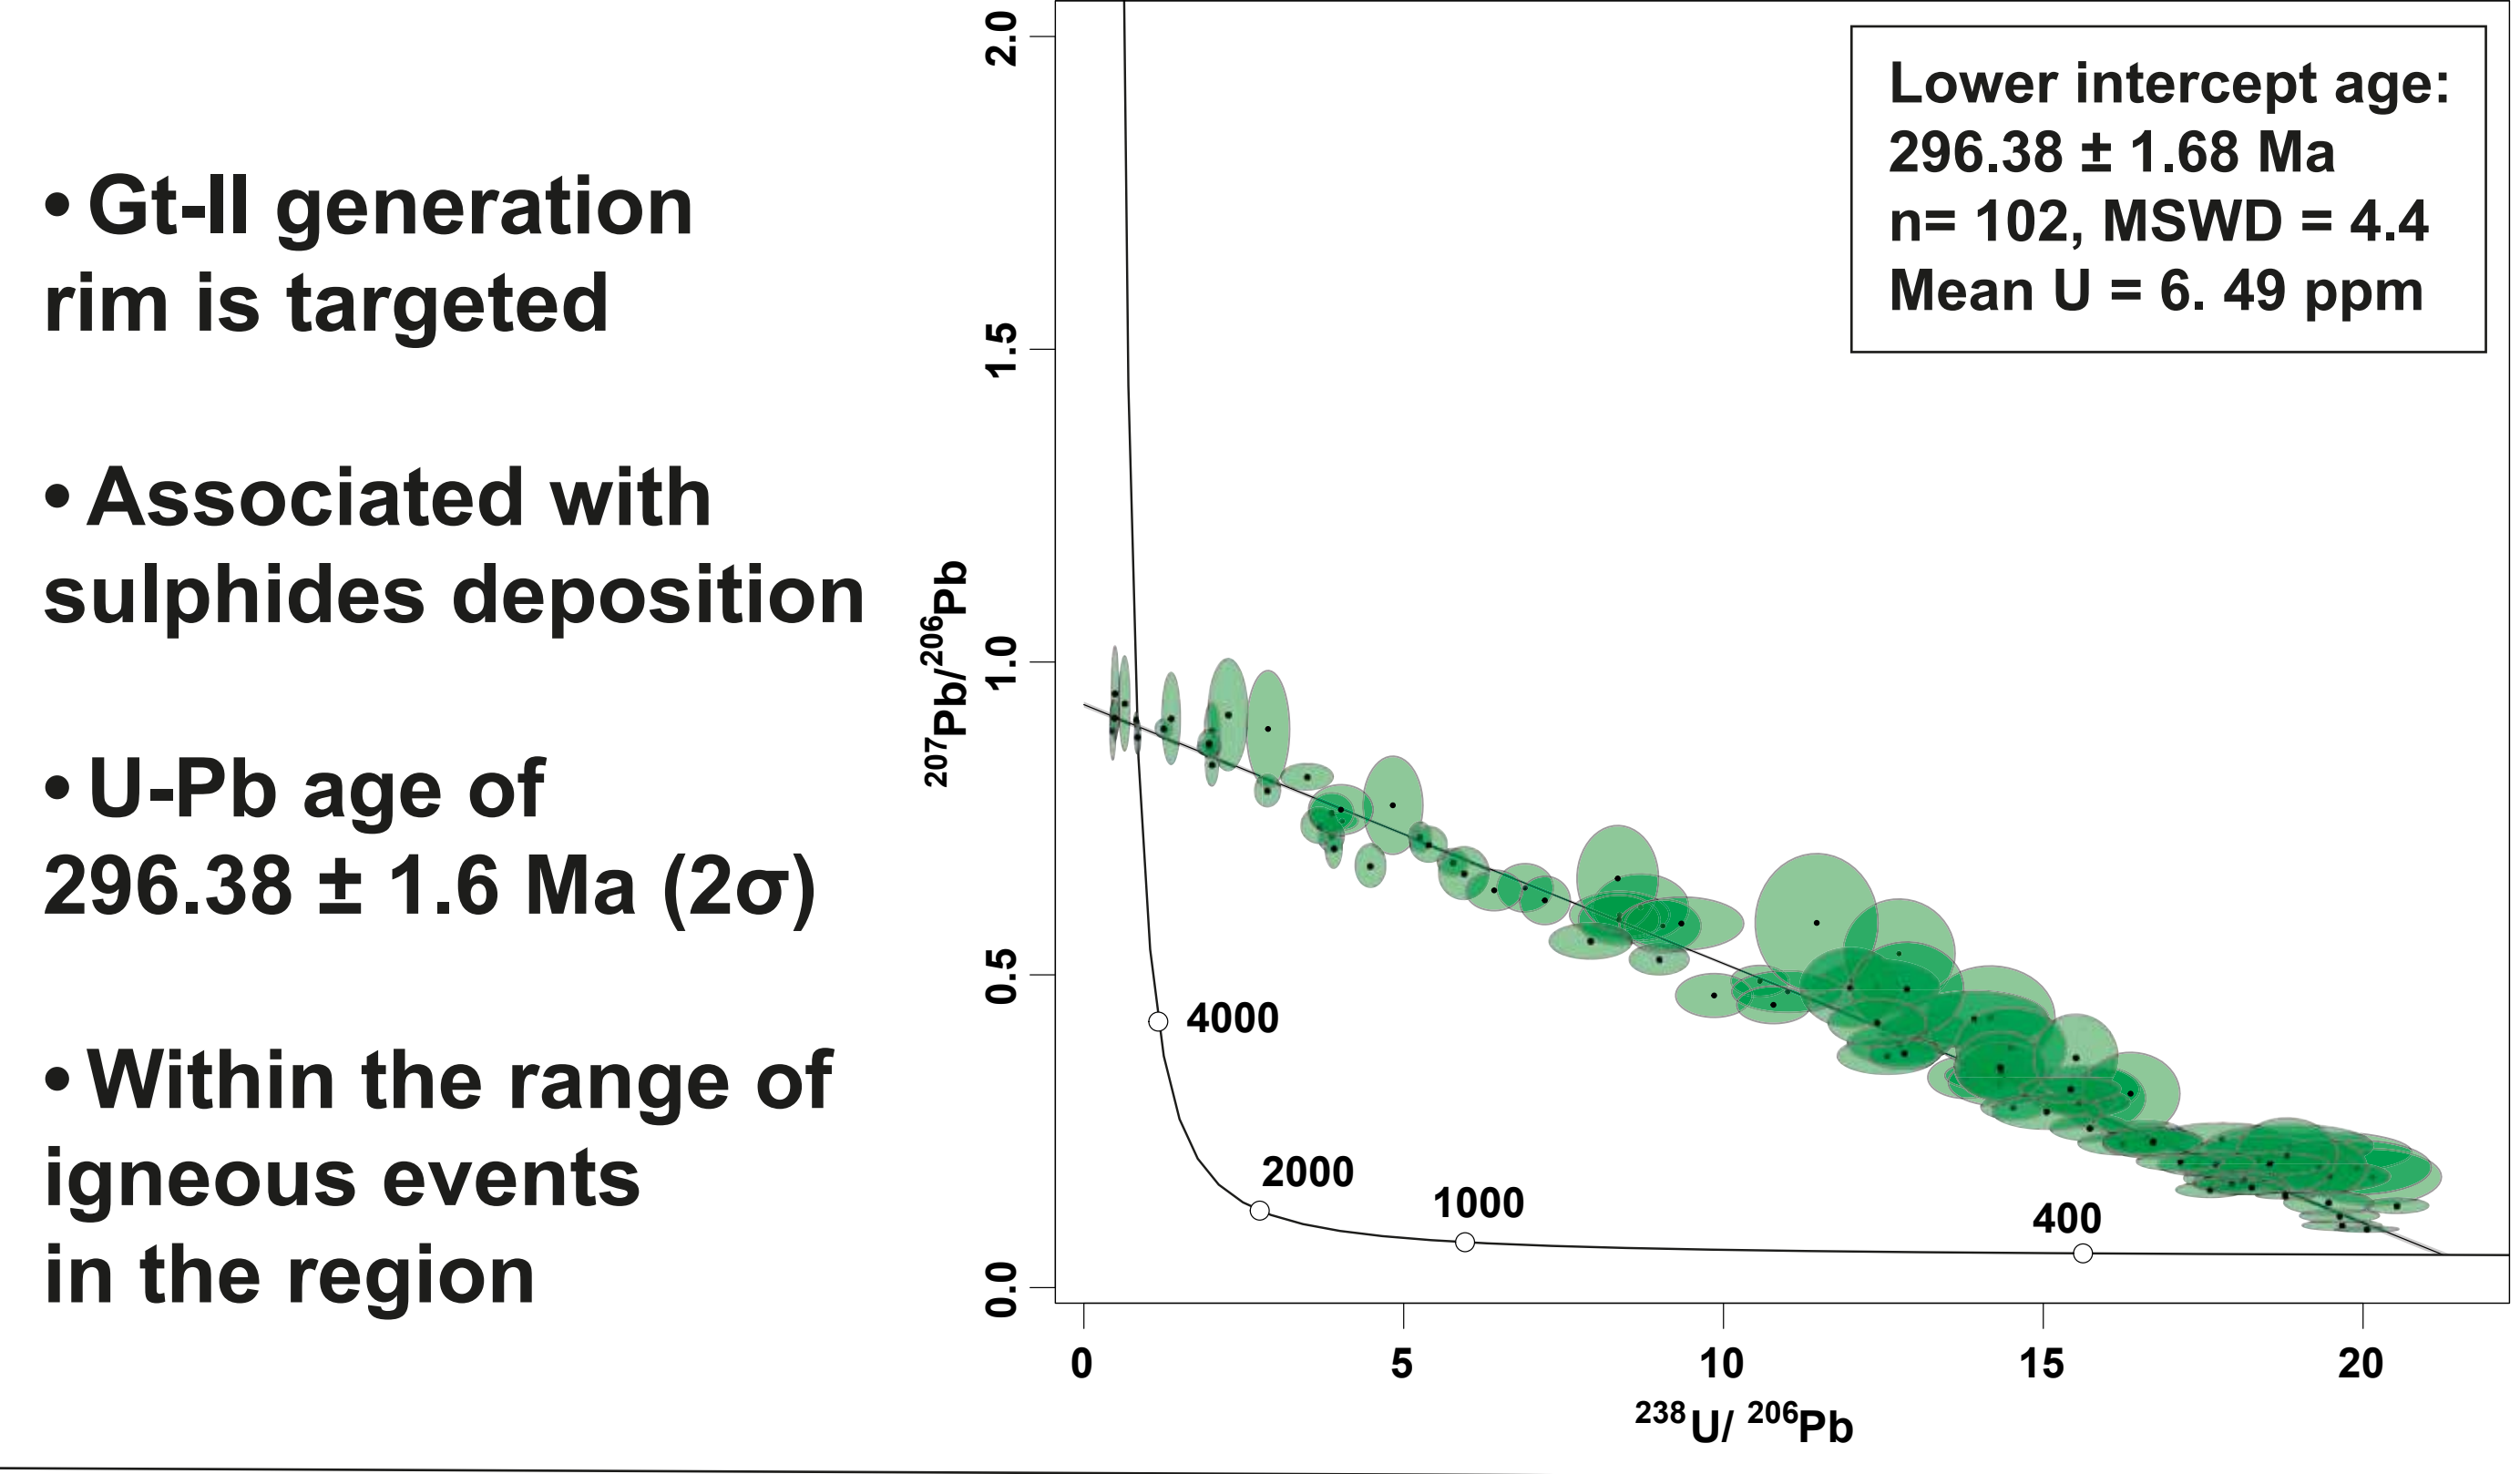 • Gt-II generation
rim is targeted
• Associated with
sulphides deposition
• U-Pb age of
296.38 ± 1.6 Ma (2σ)
• Within the range of
igneous events
in the region
Lower intercept age:
296.38 ± 1.68 Ma
n= 102, MSWD = 4.4
Mean U = 6. 49 ppm
2.0
1.5
1.0
0.5
0.0
²⁰⁷Pb/²⁰⁶Pb
4000
2000
1000
400
0 5 10 15 20
²³⁸U/ ²⁰⁶Pb